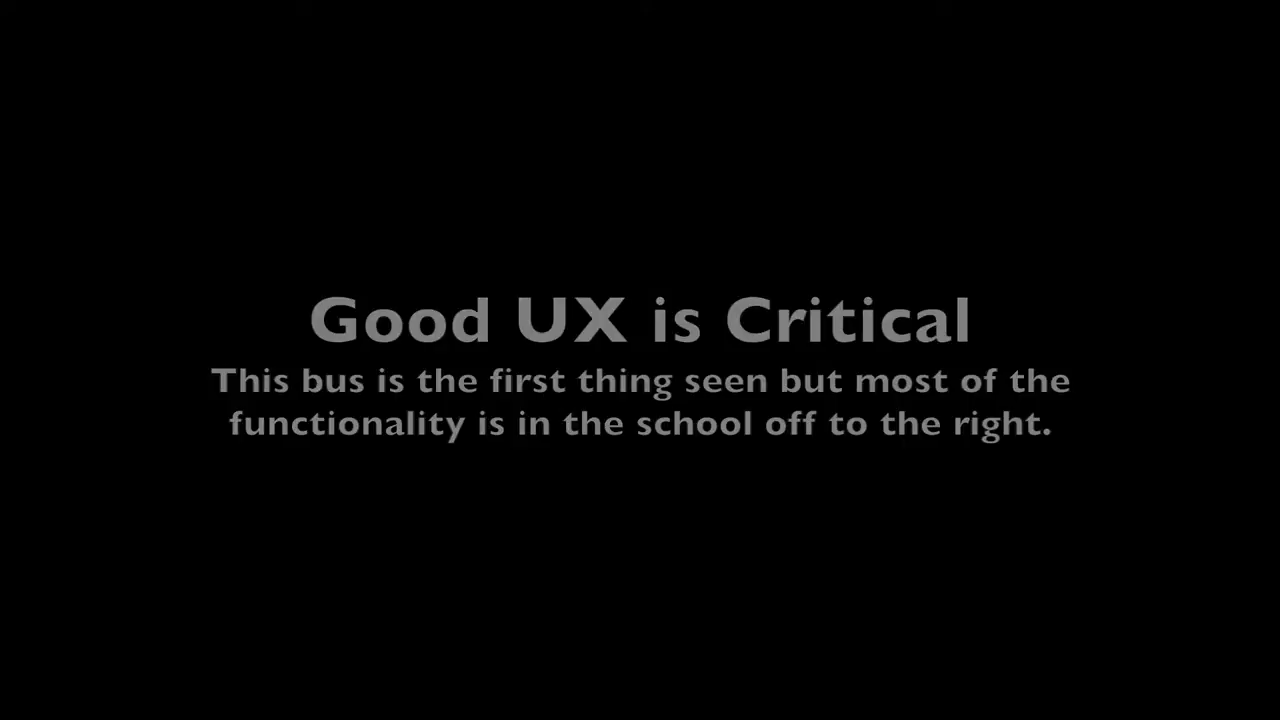 Good UX is Critical
This bus is the first thing seen but most of the
functionality is in the school off to the right.